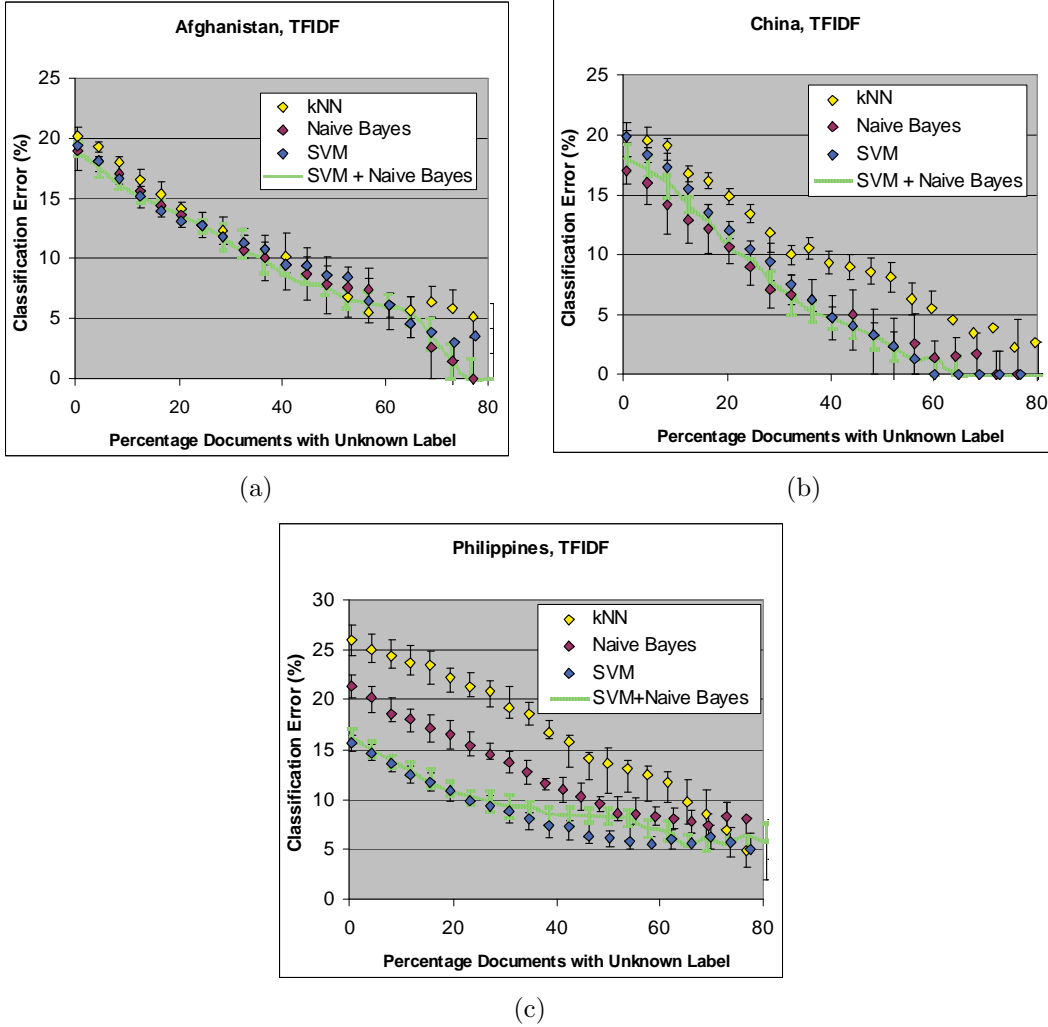 Afghanistan, TFIDF
25
20
15
10
5
0
Classification Error (%)
kNN
Naive Bayes
SVM
SVM + Naive Bayes
0 20 40 60 80
Percentage Documents with Unknown Label
(a)
China, TFIDF
25
20
15
10
5
0
Classification Error (%)
kNN
Naive Bayes
SVM
SVM + Naive Bayes
0 20 40 60 80
Percentage Documents with Unknown Label
(b)
Philippines, TFIDF
30
25
20
15
10
5
0
Classification Error (%)
kNN
Naive Bayes
SVM
SVM+Naive Bayes
0 20 40 60 80
Percentage Documents with Unknown Label
(c)